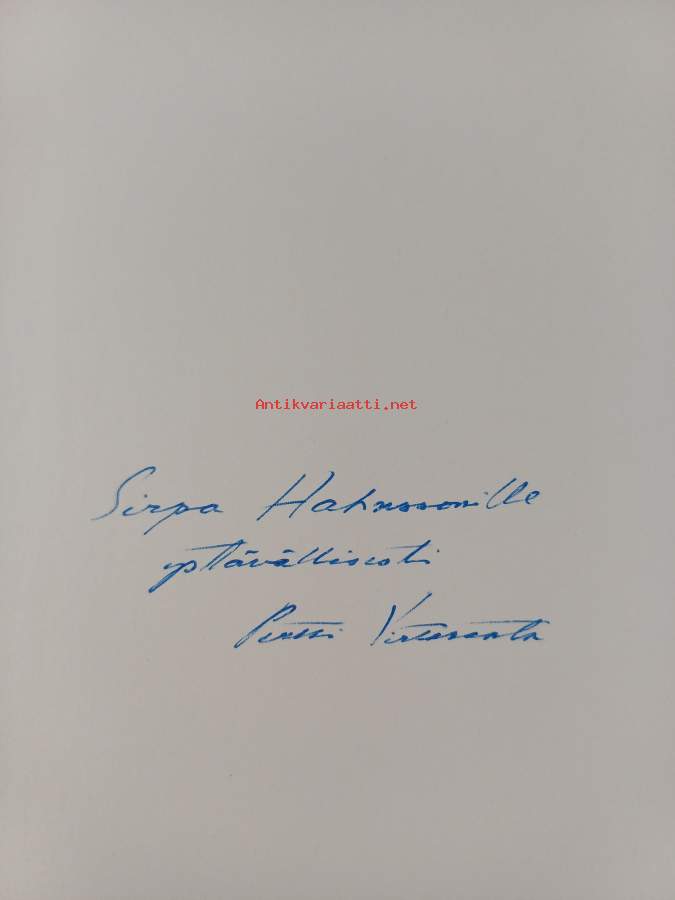 Antikvariaatti.net
Sirpa Hahnssonille
ystävällisesti
Pertti Virtaranta